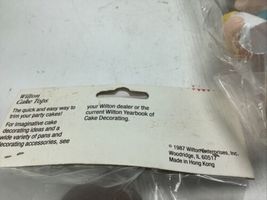 Wilton
Cake Tops
The quick and easy way to
trim your party cakes!
For imaginative cake
decorating ideas and a
wide variety of pans and
decorating accessories, see
your Wilton dealer or the
current Wilton Yearbook of
Cake Decorating.
© 1987 Wilton Enterprises, Inc.
Woodridge, IL 60517
Made in Hong Kong